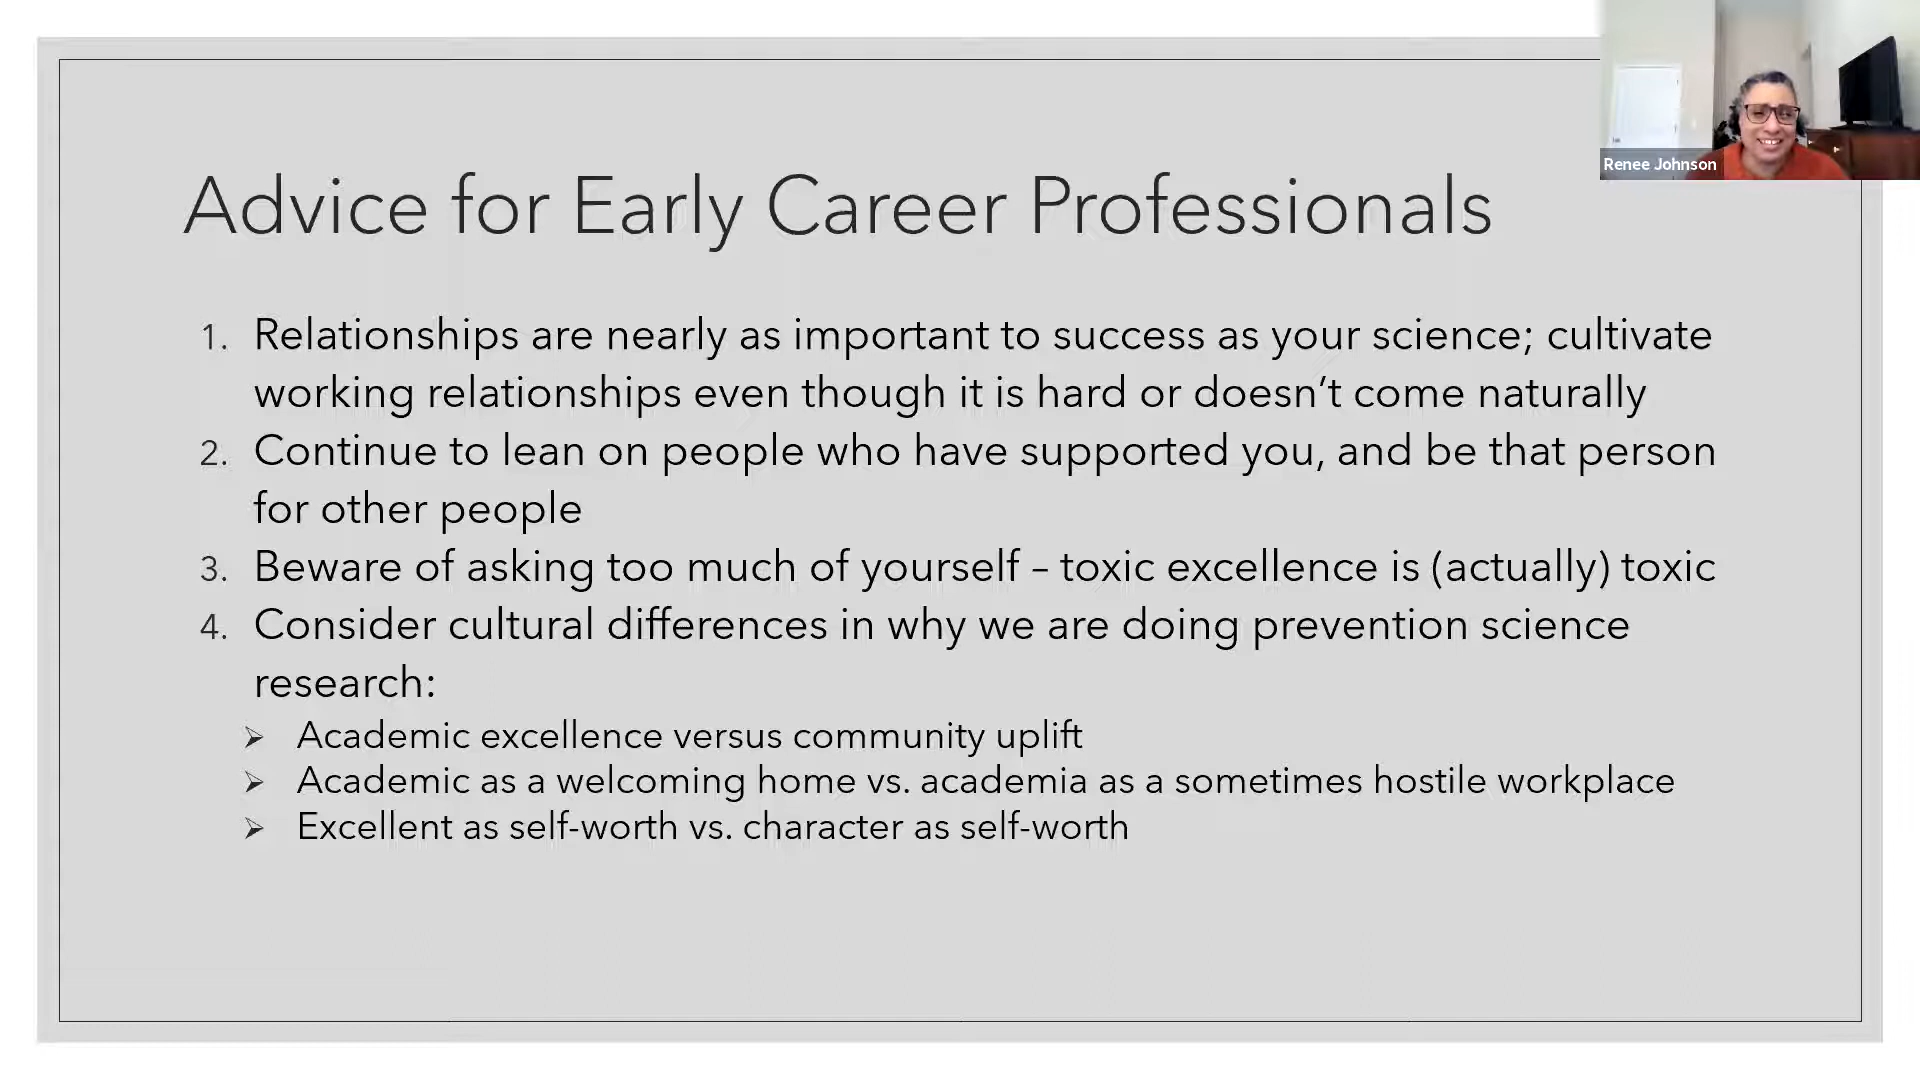 Renee Johnson
Advice for Early Career Professionals
1. Relationships are nearly as important to success as your science; cultivate
working relationships even though it is hard or doesn’t come naturally
2. Continue to lean on people who have supported you, and be that person
for other people
3. Beware of asking too much of yourself – toxic excellence is (actually) toxic
4. Consider cultural differences in why we are doing prevention science
research:
➢ Academic excellence versus community uplift
➢ Academic as a welcoming home vs. academia as a sometimes hostile workplace
➢ Excellent as self-worth vs. character as self-worth